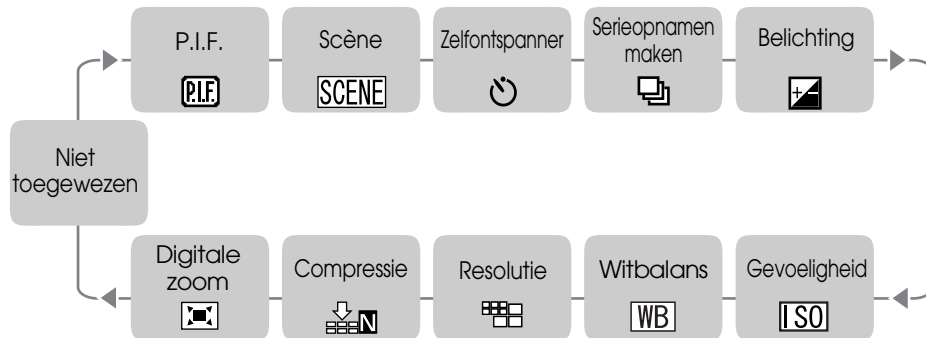 P.I.F.
P.I.F.
Scène
SCENE
Zelfontspanner
Serieopnamen
maken
Belichting
Niet
toegewezen
Digitale
zoom
Compressie
N
Resolutie
Witbalans
WB
Gevoeligheid
ISO